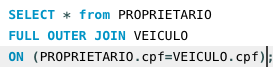 SELECT * from PROPRIETARIO
FULL OUTER JOIN VEICULO
ON (PROPRIETARIO.cpf=VEICULO.cpf);